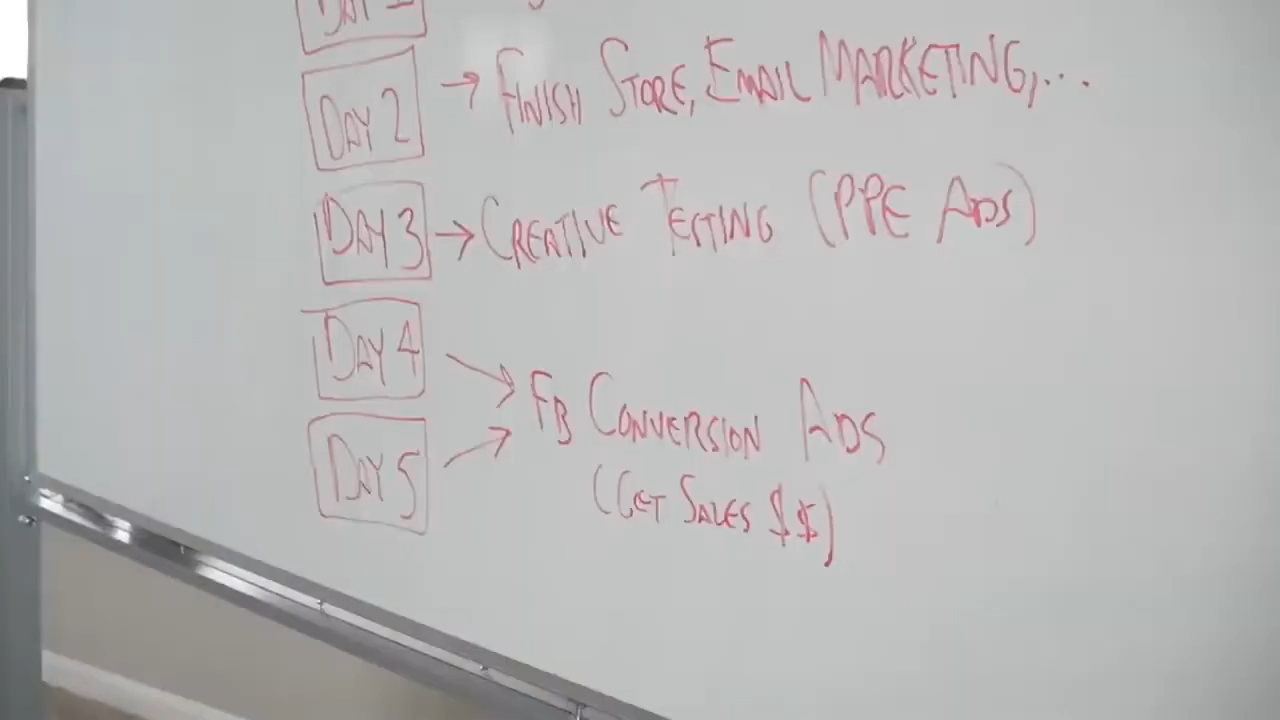 DAY 1
DAY 2 → FINISH STORE, EMAIL MARKETING,...
DAY 3 → CREATIVE TESTING (PPE ADS)
DAY 4
FB CONVERSION ADS
DAY 5
(GET SALES $$)